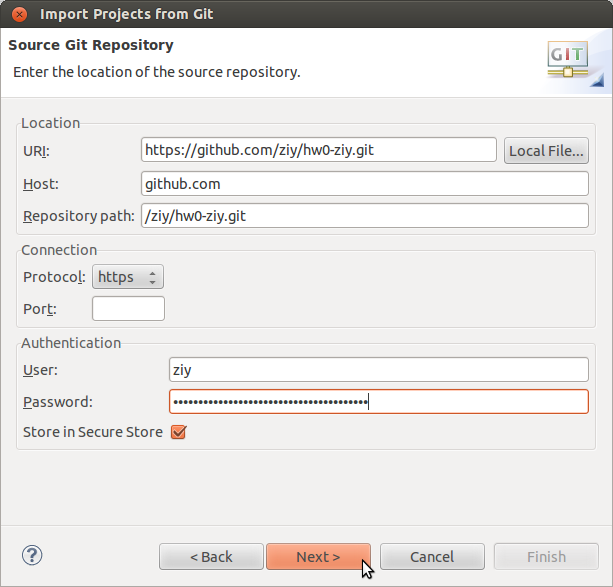 Import Projects from Git
Source Git Repository
Enter the location of the source repository.
GIT
Location
URI: https://github.com/ziy/hw0-ziy.git Local File...
Host: github.com
Repository path: /ziy/hw0-ziy.git
Connection
Protocol: https
Port:
Authentication
User: ziy
Password: •••••••••••••••••••••••••••••••••••••••
Store in Secure Store
? < Back Next > Cancel Finish